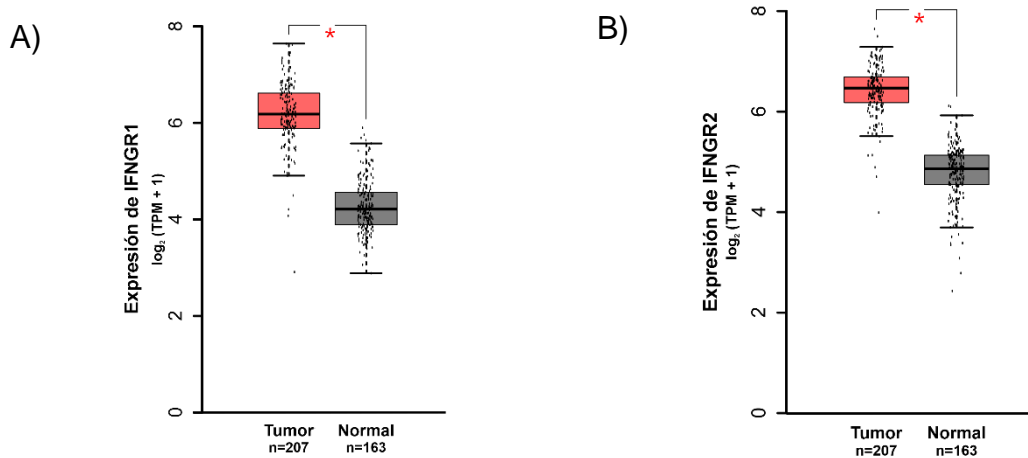 A)
Expresión de IFNGR1
log₂ (TPM + 1)
8
6
4
2
0
*
Tumor
n=207
Normal
n=163
B)
Expresión de IFNGR2
log₂ (TPM + 1)
8
6
4
2
0
*
Tumor
n=207
Normal
n=163